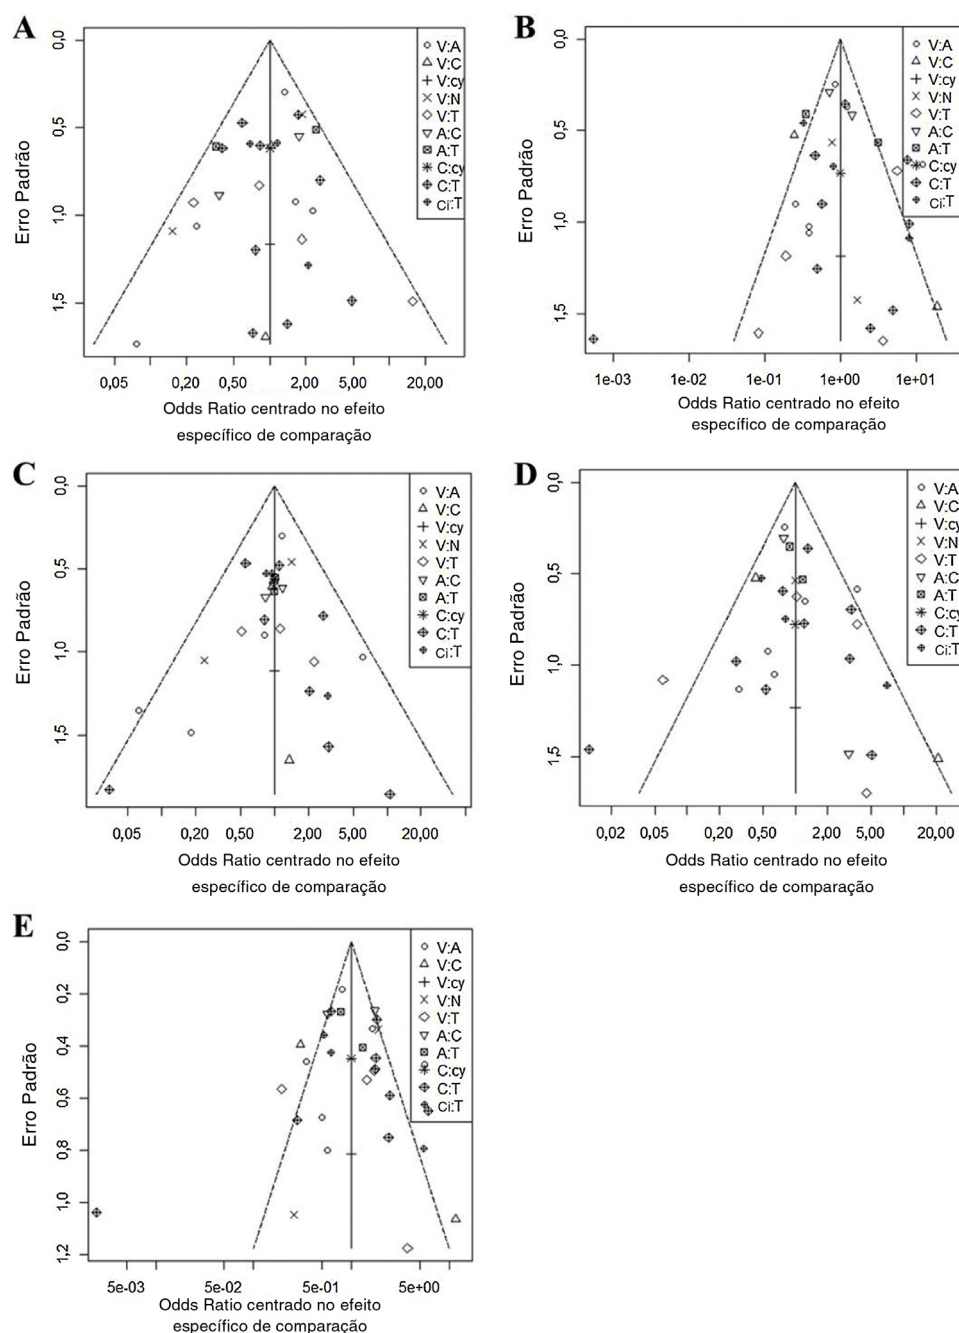 A
Erro Padrão
0,0
0,5
1,0
1,5
V:A
V:C
V:cy
V:N
V:T
A:C
A:T
C:cy
C:T
Ci:T
0,05 0,20 0,50 2,00 5,00 20,00
Odds Ratio centrado no efeito
específico de comparação
B
Erro Padrão
0,0
0,5
1,0
1,5
V:A
V:C
V:cy
V:N
V:T
A:C
A:T
C:cy
C:T
Ci:T
1e-03 1e-02 1e-01 1e+00 1e+01
Odds Ratio centrado no efeito
específico de comparação
C
Erro Padrão
0,0
0,5
1,0
1,5
V:A
V:C
V:cy
V:N
V:T
A:C
A:T
C:cy
C:T
Ci:T
0,05 0,20 0,50 2,00 5,00 20,00
Odds Ratio centrado no efeito
específico de comparação
D
Erro Padrão
0,0
0,5
1,0
1,5
V:A
V:C
V:cy
V:N
V:T
A:C
A:T
C:cy
C:T
Ci:T
0,02 0,05 0,20 0,50 2,00 5,00 20,00
Odds Ratio centrado no efeito
específico de comparação
E
Erro Padrão
0,0
0,2
0,4
0,6
0,8
1,0
1,2
V:A
V:C
V:cy
V:N
V:T
A:C
A:T
C:cy
C:T
Ci:T
5e-03 5e-02 5e-01 5e+00
Odds Ratio centrado no efeito
específico de comparação